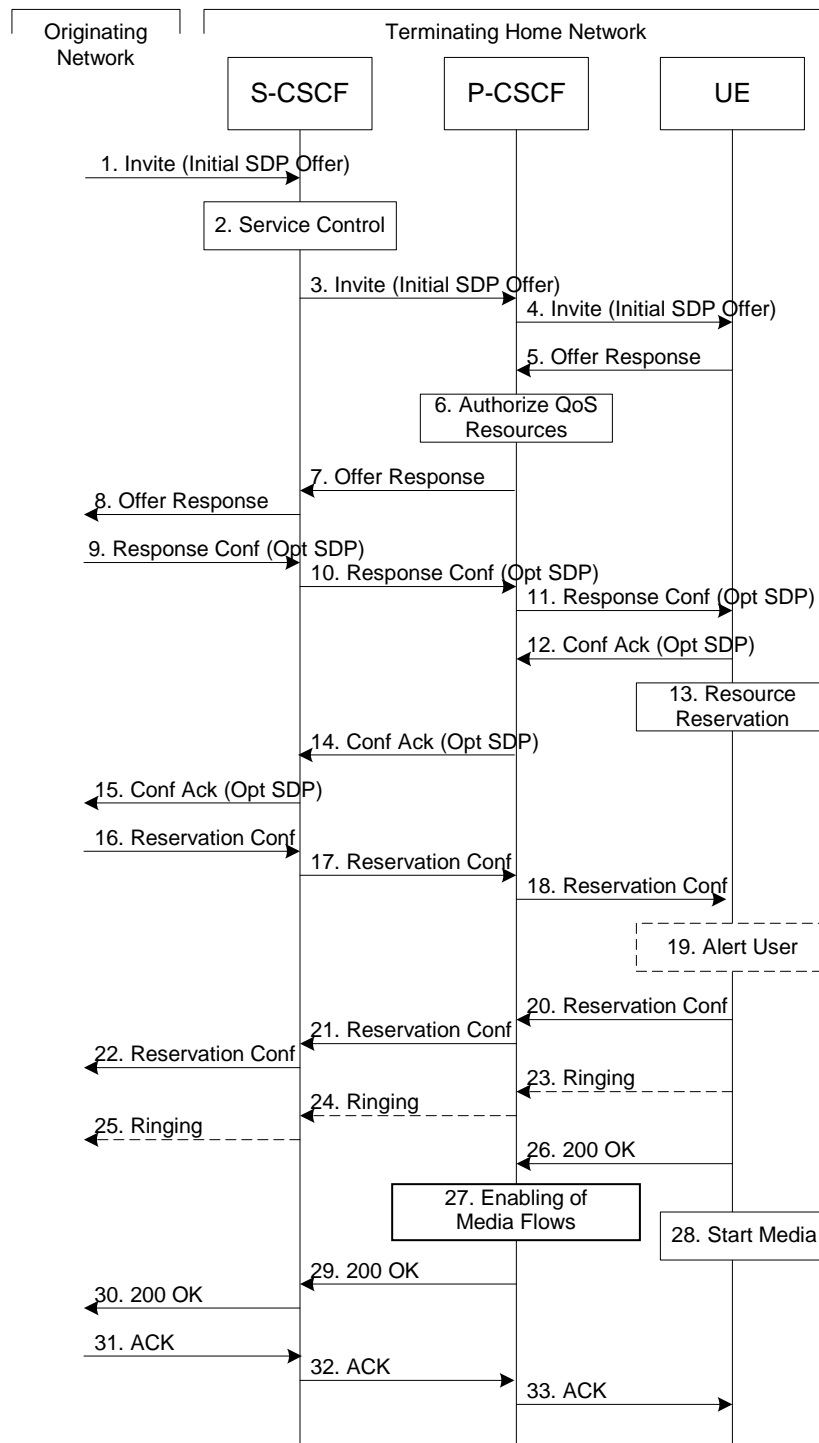 Originating
Network
Terminating Home Network
S-CSCF
P-CSCF
UE
1. Invite (Initial SDP Offer)
2. Service Control
3. Invite (Initial SDP Offer)
4. Invite (Initial SDP Offer)
5. Offer Response
6. Authorize QoS
Resources
7. Offer Response
8. Offer Response
9. Response Conf (Opt SDP)
10. Response Conf (Opt SDP)
11. Response Conf (Opt SDP)
12. Conf Ack (Opt SDP)
13. Resource
Reservation
14. Conf Ack (Opt SDP)
15. Conf Ack (Opt SDP)
16. Reservation Conf
17. Reservation Conf
18. Reservation Conf
19. Alert User
20. Reservation Conf
21. Reservation Conf
22. Reservation Conf
23. Ringing
24. Ringing
25. Ringing
26. 200 OK
27. Enabling of
Media Flows
28. Start Media
29. 200 OK
30. 200 OK
31. ACK
32. ACK
33. ACK